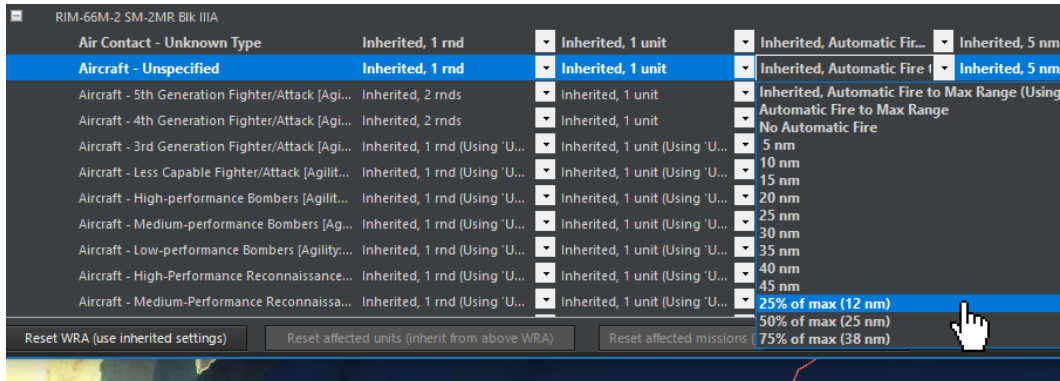 RIM-66M-2 SM-2MR Blk IIIA
Air Contact - Unknown Type Inherited, 1 rnd Inherited, 1 unit Inherited, Automatic Fir... Inherited, 5 nm
Aircraft - Unspecified Inherited, 1 rnd Inherited, 1 unit Inherited, Automatic Fire Inherited, 5 nm
Aircraft - 5th Generation Fighter/Attack [Agi... Inherited, 2 rnds Inherited, 1 unit
Aircraft - 4th Generation Fighter/Attack [Agi... Inherited, 2 rnds Inherited, 1 unit
Aircraft - 3rd Generation Fighter/Attack [Agi... Inherited, 1 rnd (Using 'U... Inherited, 1 unit (Using 'U...
Aircraft - Less Capable Fighter/Attack [Agilit... Inherited, 1 rnd (Using 'U... Inherited, 1 unit (Using 'U...
Aircraft - High-performance Bombers [Agilit... Inherited, 1 rnd (Using 'U... Inherited, 1 unit (Using 'U...
Aircraft - Medium-performance Bombers [Ag... Inherited, 1 rnd (Using 'U... Inherited, 1 unit (Using 'U...
Aircraft - Low-performance Bombers [Agility:... Inherited, 1 rnd (Using 'U... Inherited, 1 unit (Using 'U...
Aircraft - High-Performance Reconnaissance... Inherited, 1 rnd (Using 'U... Inherited, 1 unit (Using 'U...
Aircraft - Medium-Performance Reconnaissa... Inherited, 1 rnd (Using 'U... Inherited, 1 unit (Using 'U...
Inherited, Automatic Fire to Max Range (Using
Automatic Fire to Max Range
No Automatic Fire
5 nm
10 nm
15 nm
20 nm
25 nm
30 nm
35 nm
40 nm
45 nm
25% of max (12 nm)
50% of max (25 nm)
75% of max (38 nm)
Reset WRA (use inherited settings) Reset affected units (inherit from above WRA) Reset affected missions (